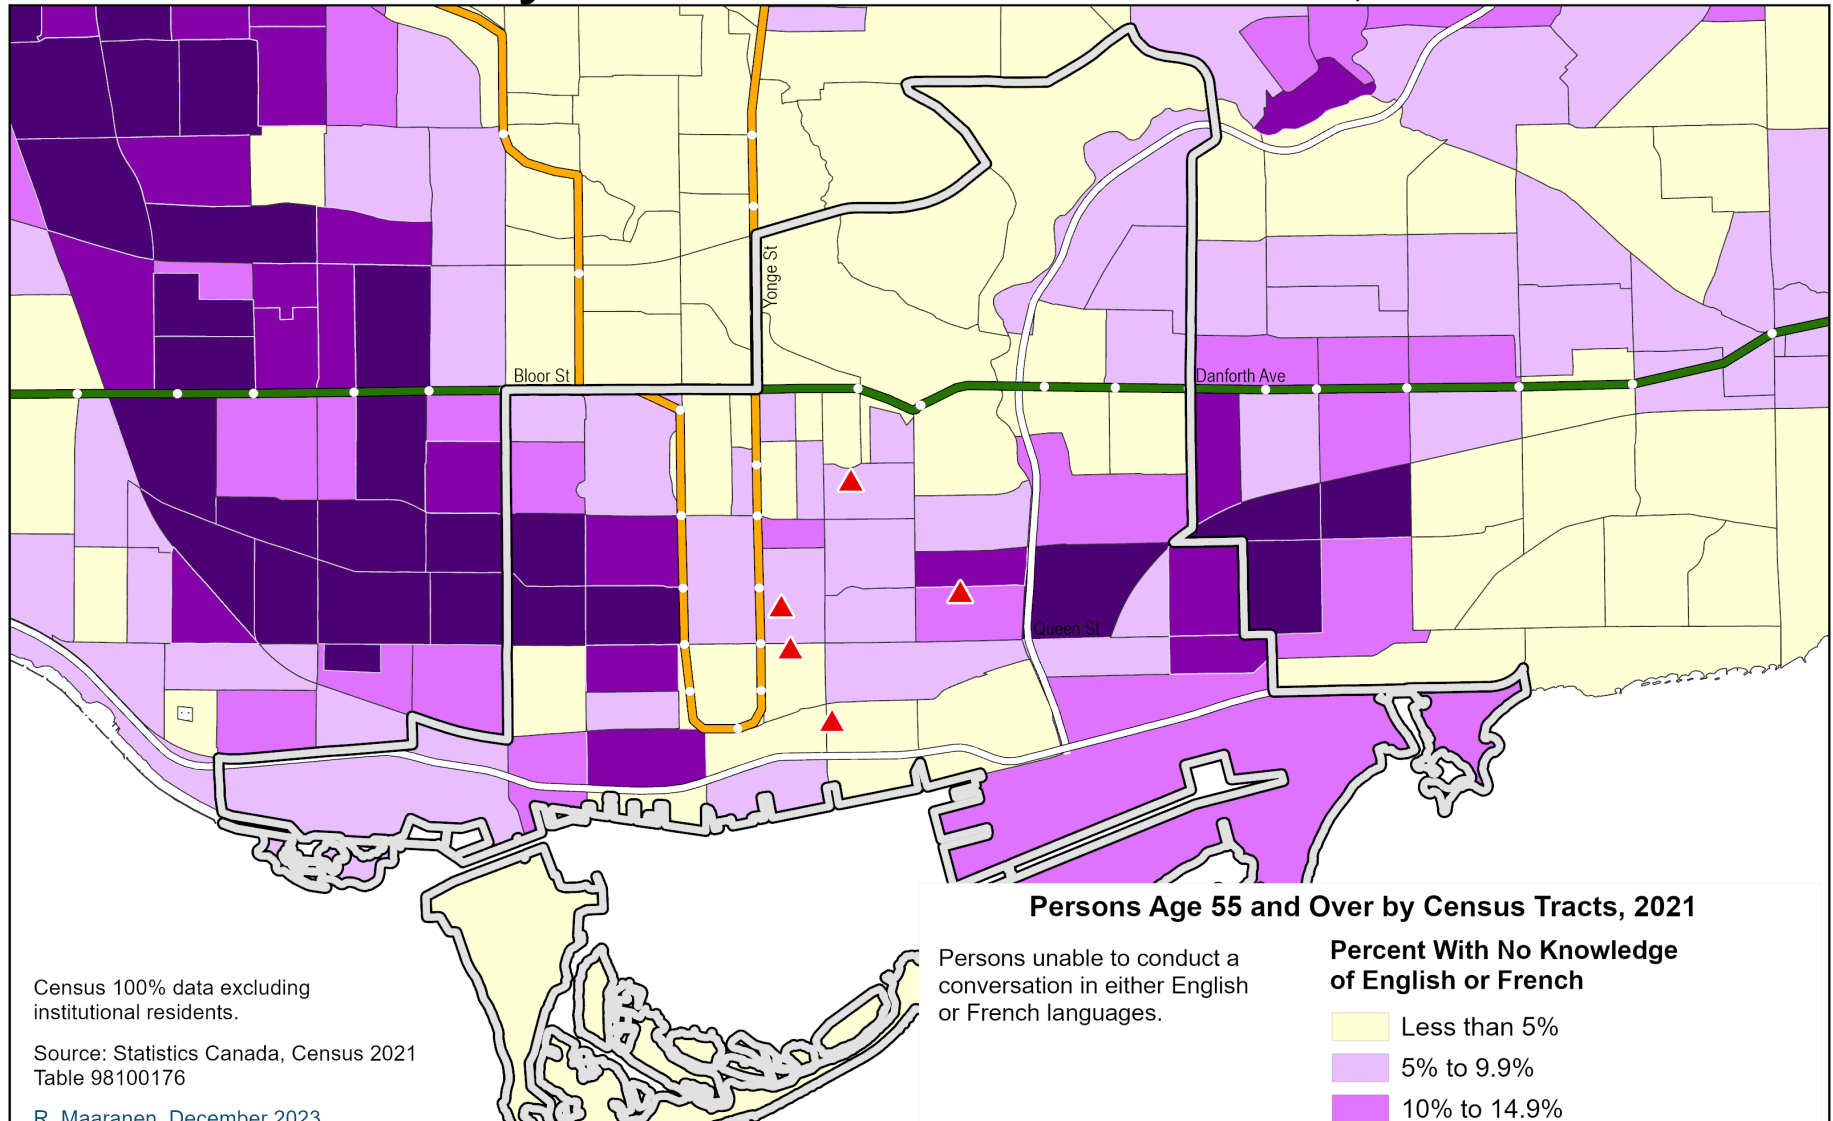 Yonge St
Bloor St
Danforth Ave
Queen St
Persons Age 55 and Over by Census Tracts, 2021
Persons unable to conduct a
conversation in either English
or French languages.
Percent With No Knowledge
of English or French
Less than 5%
5% to 9.9%
10% to 14.9%
Census 100% data excluding
institutional residents.
Source: Statistics Canada, Census 2021
Table 98100176
R. Maaranen, December 2023